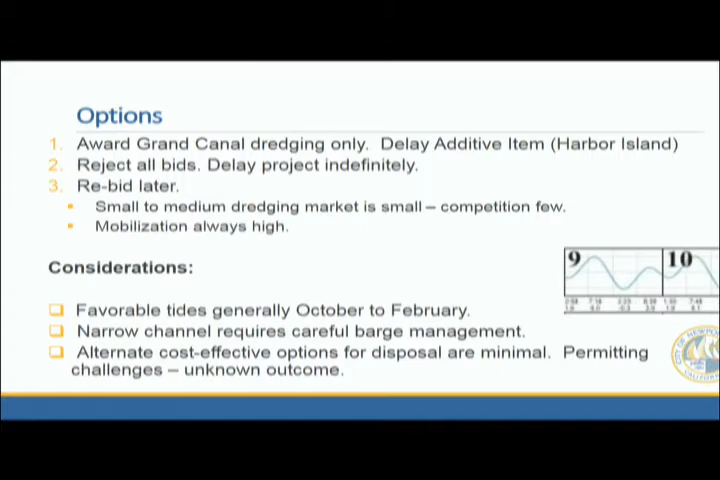 Options
1. Award Grand Canal dredging only. Delay Additive Item (Harbor Island)
2. Reject all bids. Delay project indefinitely.
3. Re-bid later.
• Small to medium dredging market is small – competition few.
• Mobilization always high.
Considerations:
9 10
❑ Favorable tides generally October to February.
❑ Narrow channel requires careful barge management.
❑ Alternate cost-effective options for disposal are minimal. Permitting
challenges – unknown outcome.